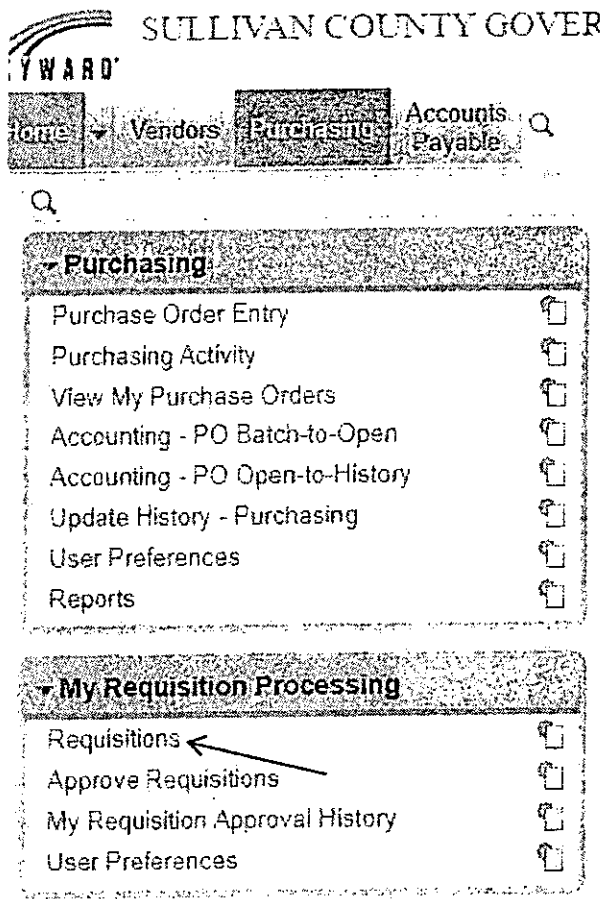 SULLIVAN COUNTY GOVER
YWARD
Home Vendors Purchasing Accounts Payable
Purchasing
Purchase Order Entry
Purchasing Activity
View My Purchase Orders
Accounting - PO Batch-to-Open
Accounting - PO Open-to-History
Update History - Purchasing
User Preferences
Reports
My Requisition Processing
Requisitions
Approve Requisitions
My Requisition Approval History
User Preferences